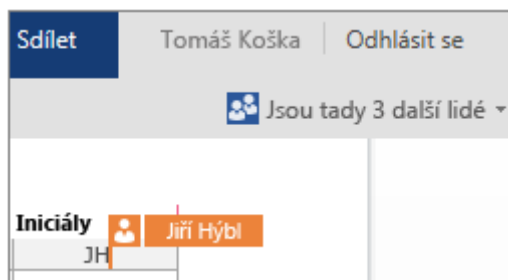 Sdílet Tomáš Koška Odhlásit se
Jsou tady 3 další lidé
Iniciály Jiří Hýbl
JH